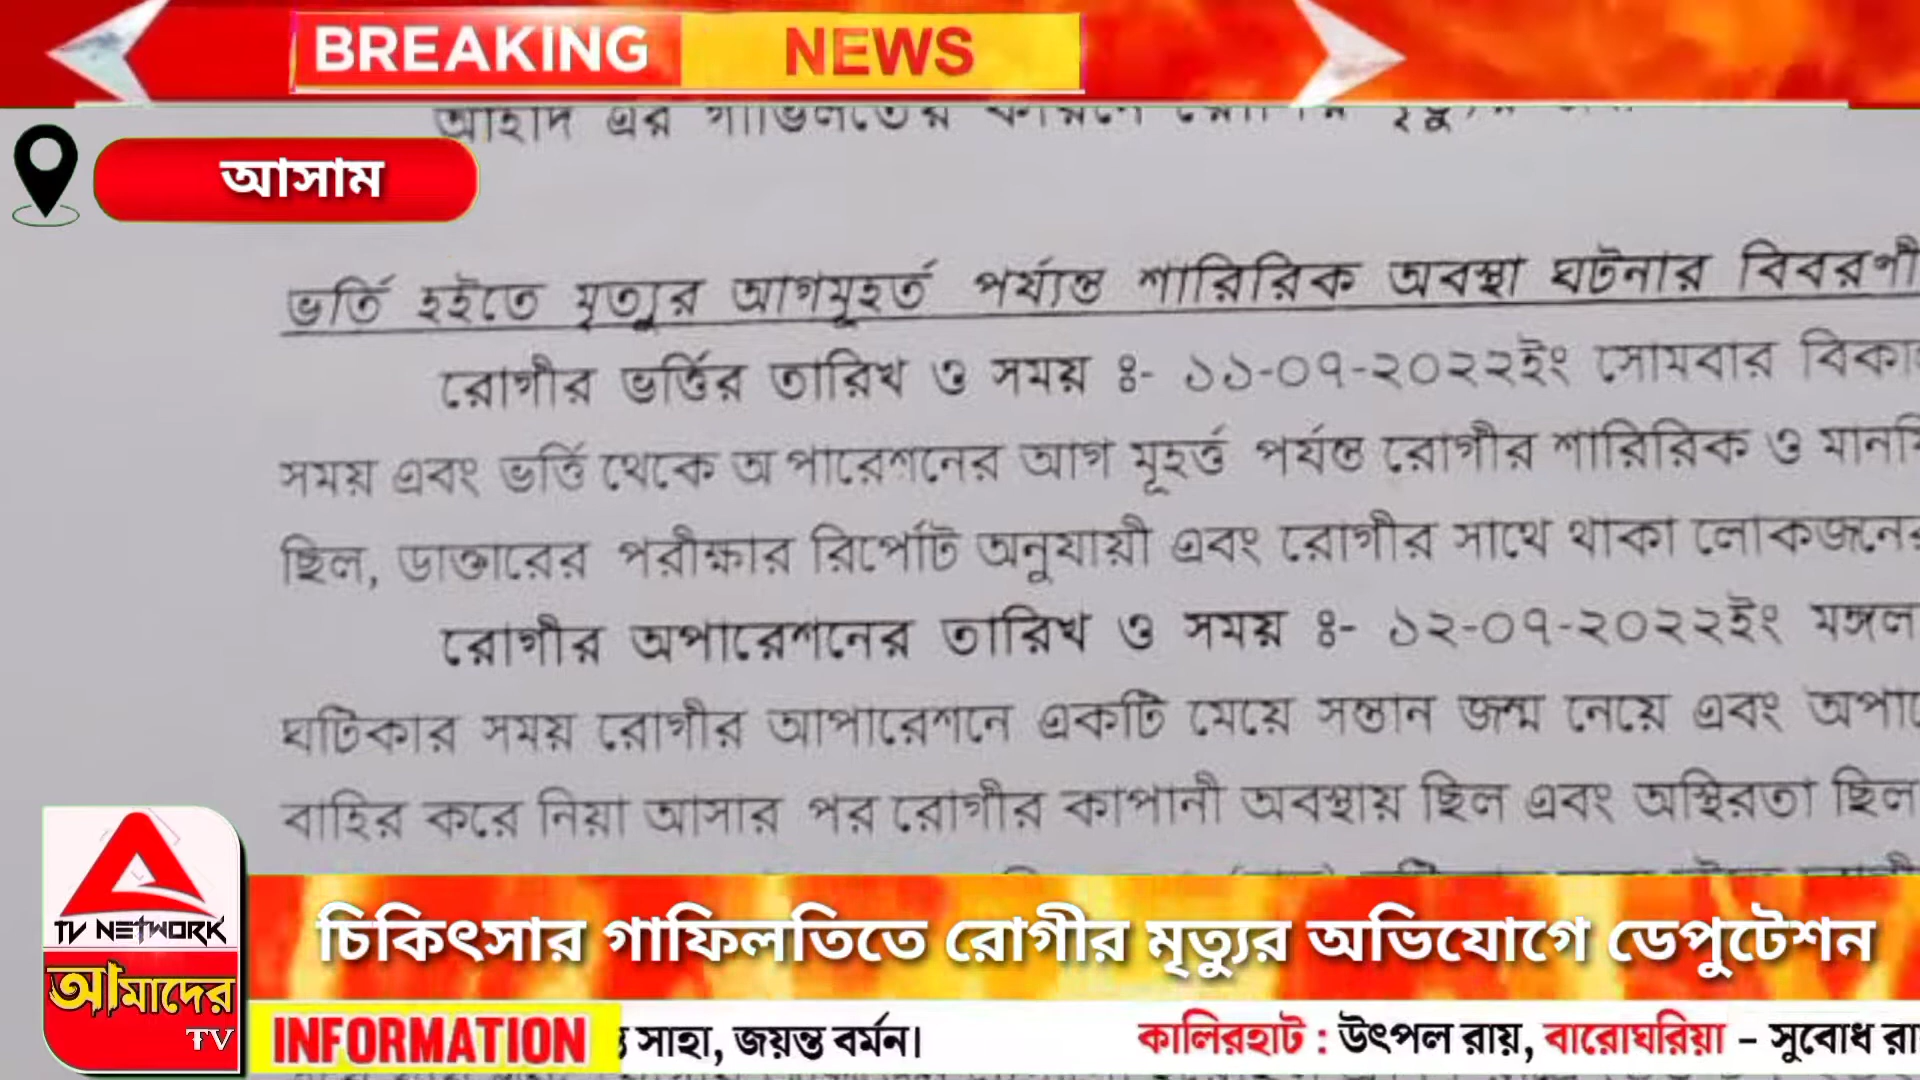 BREAKING NEWS
আসাম
ভর্তি হইতে মৃত্যুর আগমূহর্ত পর্য্যন্ত শারিরিক অবস্থা ঘটনার বিবরণী
রোগীর ভর্ত্তির তারিখ ও সময় ঃ- ১১-০৭-২০২২ইং সোমবার
সময় এবং ভর্ত্তি থেকে অপারেশনের আগ মূহর্ত্ত পর্যন্ত রোগীর শারিরিক ও
ছিল, ডাক্তারের পরীক্ষার রির্পোট অনুযায়ী এবং রোগীর সাথে থাকা লোকজনের
রোগীর অপারেশনের তারিখ ও সময় ঃ- ১২-০৭-২০২২ইং মঙ্গল
ঘটিকার সময় রোগীর আপারেশনে একটি মেয়ে সন্তান জন্ম নেয়ে এবং
বাহির করে নিয়া আসার পর রোগীর কাপানী অবস্থায় ছিল এবং অস্থিরতা ছিল
চিকিৎসার গাফিলতিতে রোগীর মৃত্যুর অভিযোগে ডেপুটেশন
TV NETWORK
আমাদের
TV
INFORMATION সাহা, জয়ন্ত বর্মন। কালিরহাট : উৎপল রায়, বারোঘরিয়া – সুবোধ